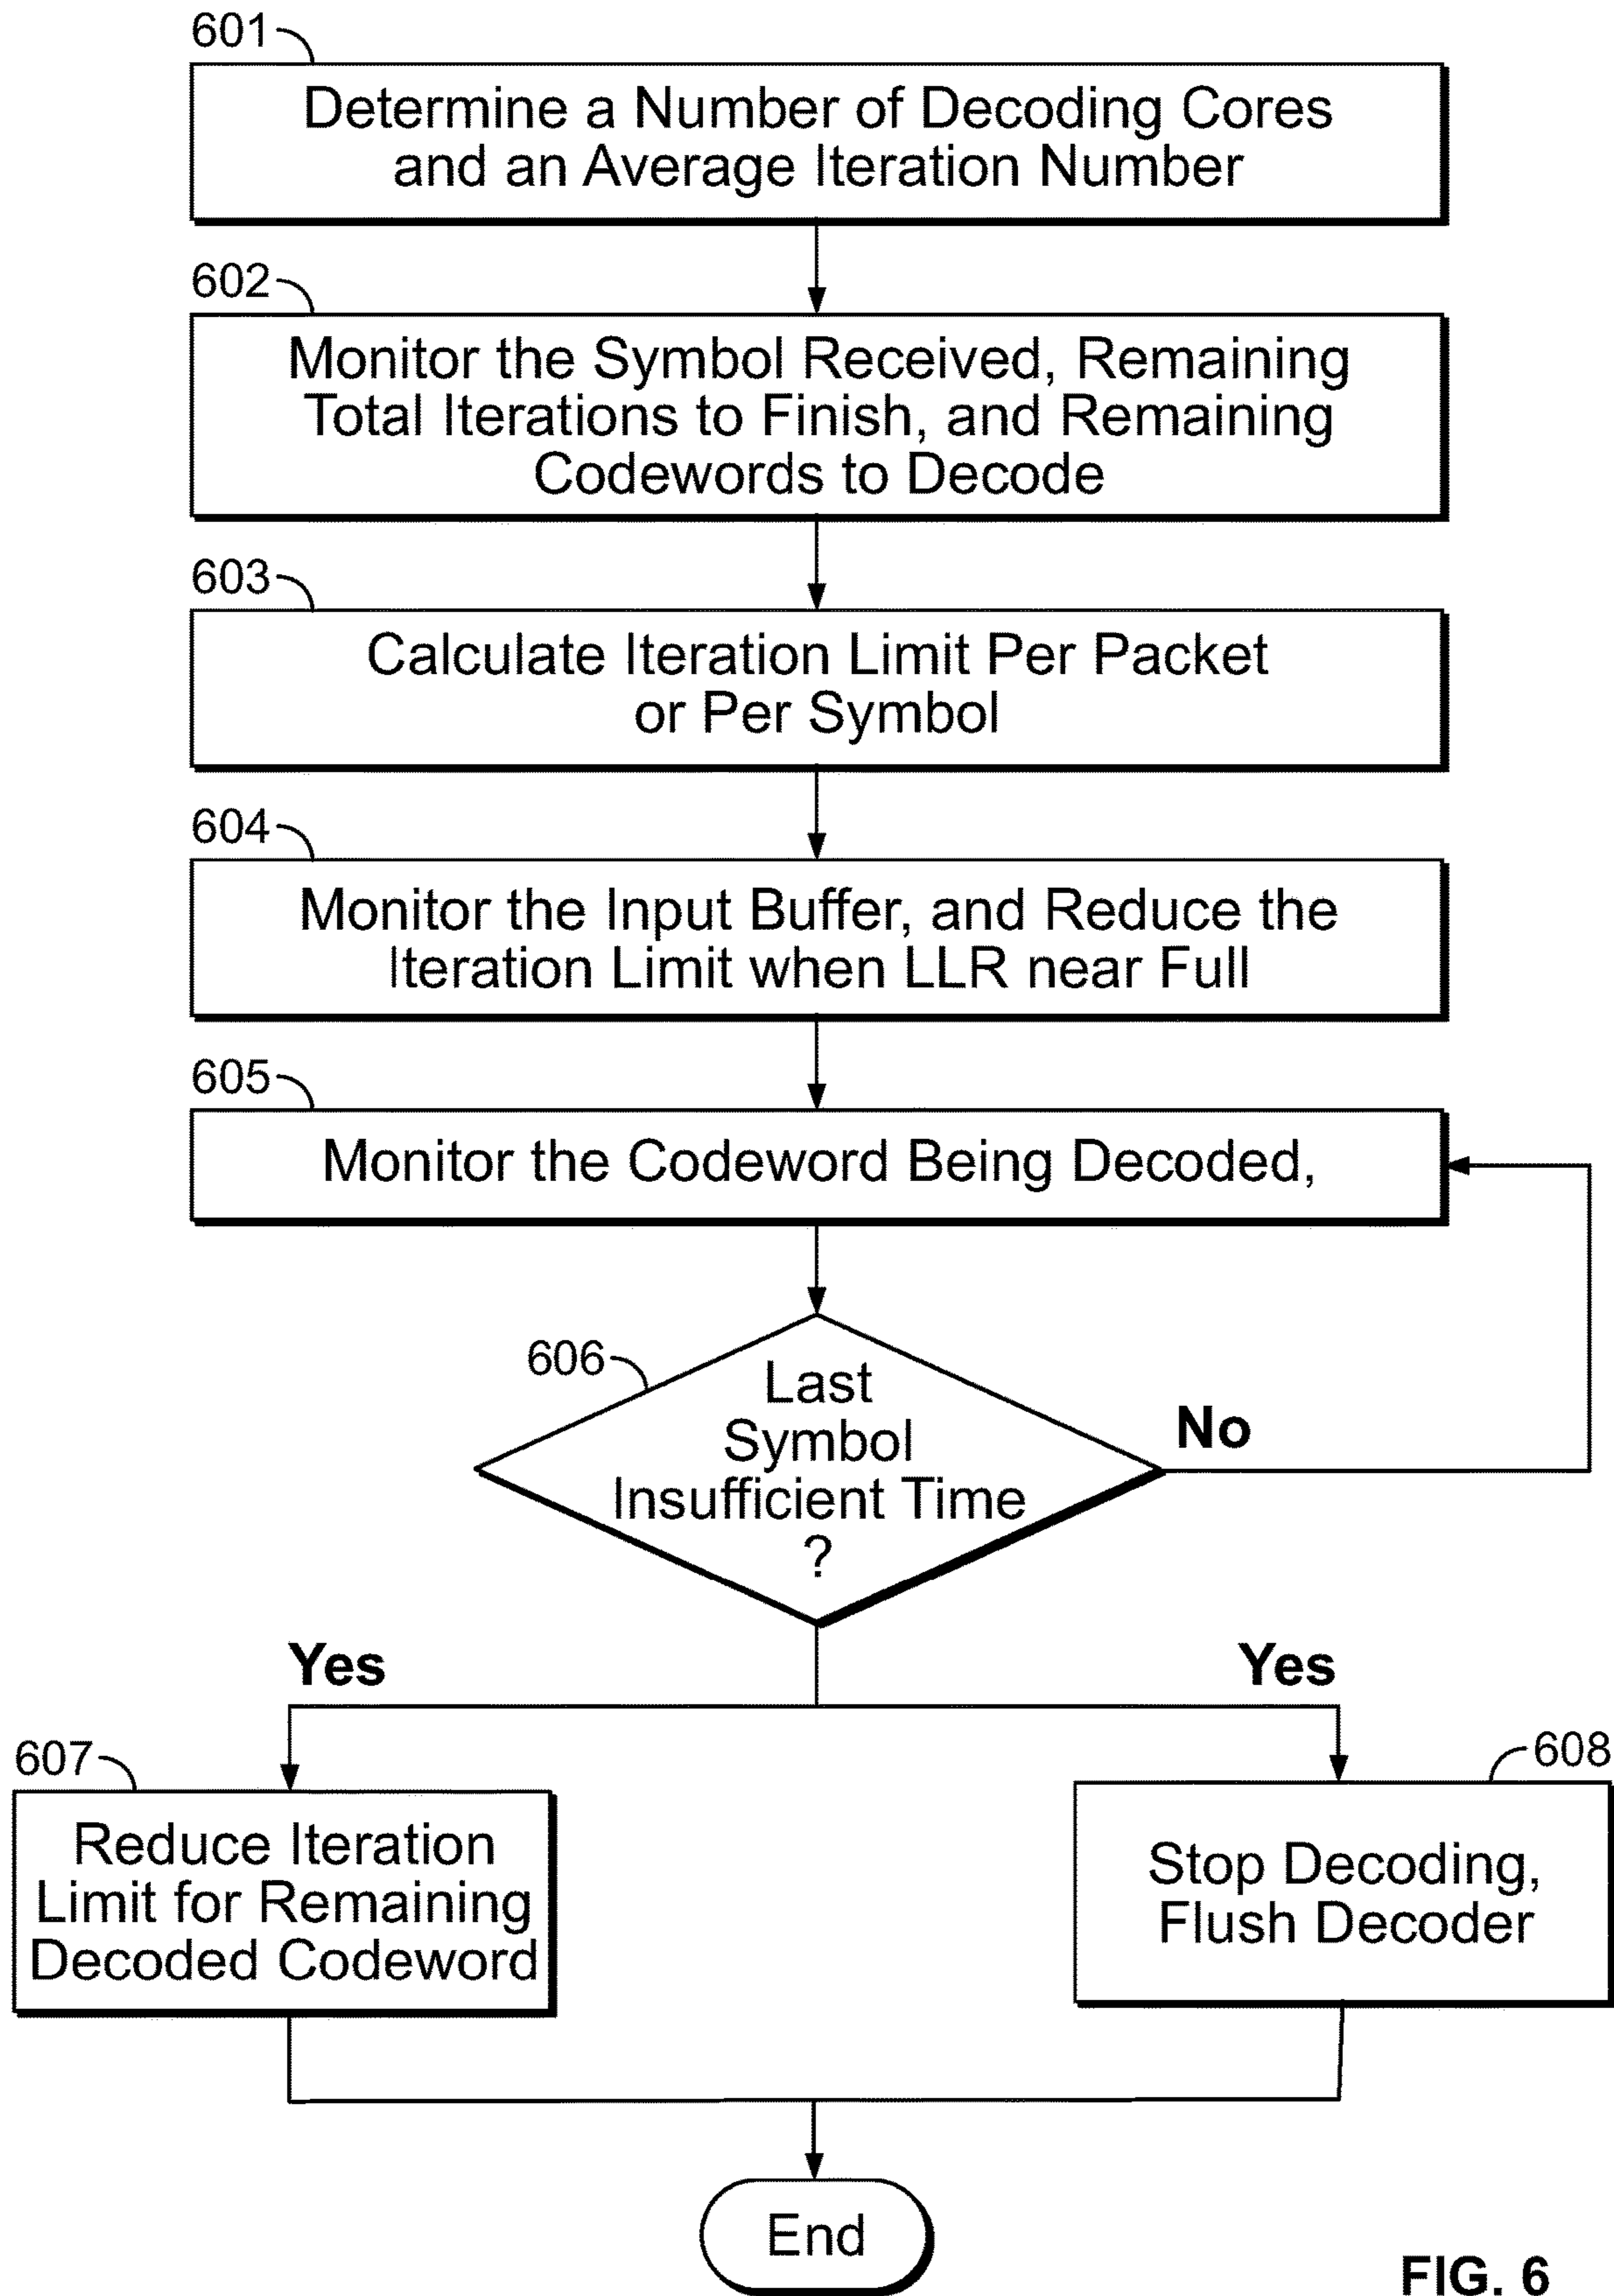 601
Determine a Number of Decoding Cores
and an Average Iteration Number
602
Monitor the Symbol Received, Remaining
Total Iterations to Finish, and Remaining
Codewords to Decode
603
Calculate Iteration Limit Per Packet
or Per Symbol
604
Monitor the Input Buffer, and Reduce the
Iteration Limit when LLR near Full
605
Monitor the Codeword Being Decoded,
606
Last
Symbol
Insufficient Time
?
No
Yes
Yes
607
Reduce Iteration
Limit for Remaining
Decoded Codeword
608
Stop Decoding,
Flush Decoder
End
FIG. 6